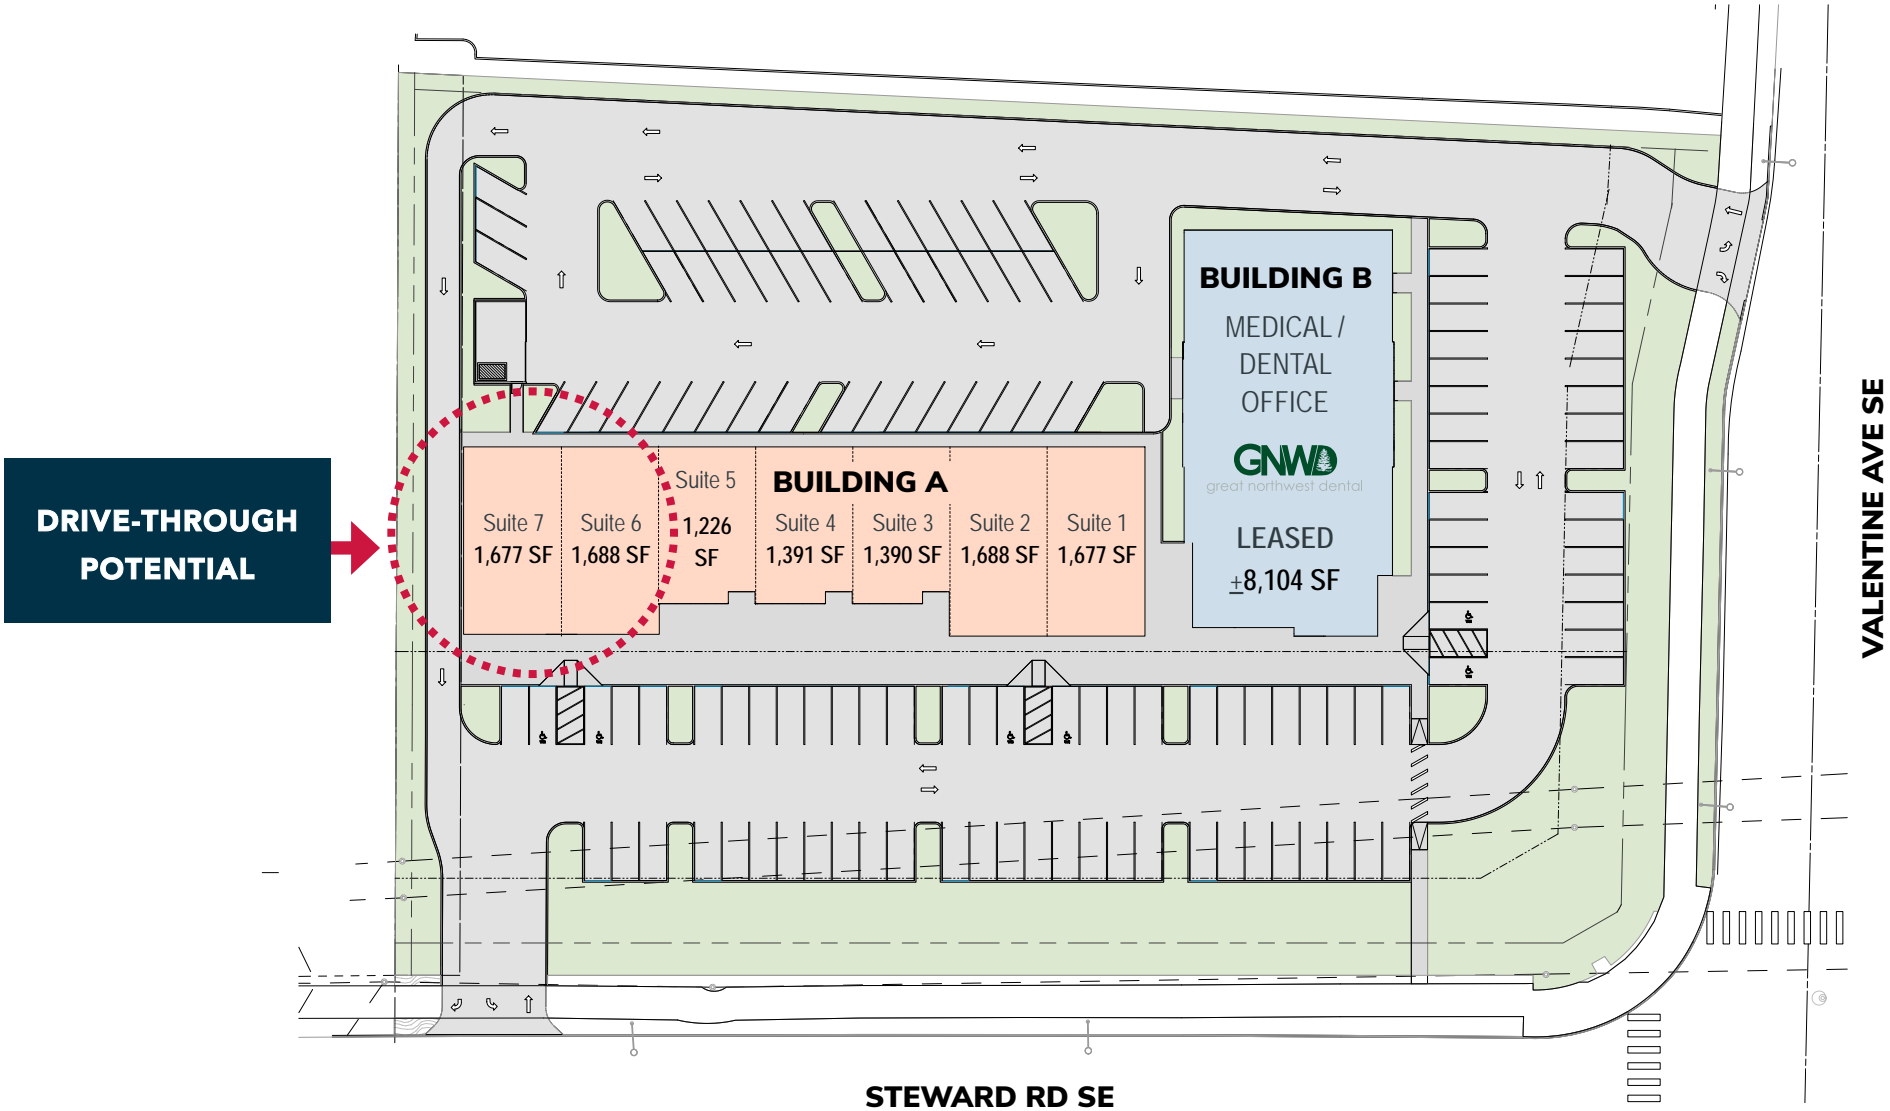 BUILDING B
MEDICAL /
DENTAL
OFFICE
GNWD
great northwest dental
LEASED
±8,104 SF
BUILDING A
Suite 7
1,677 SF
Suite 6
1,688 SF
Suite 5
1,226
SF
Suite 4
1,391 SF
Suite 3
1,390 SF
Suite 2
1,688 SF
Suite 1
1,677 SF
DRIVE-THROUGH
POTENTIAL
VALENTINE AVE SE
STEWARD RD SE